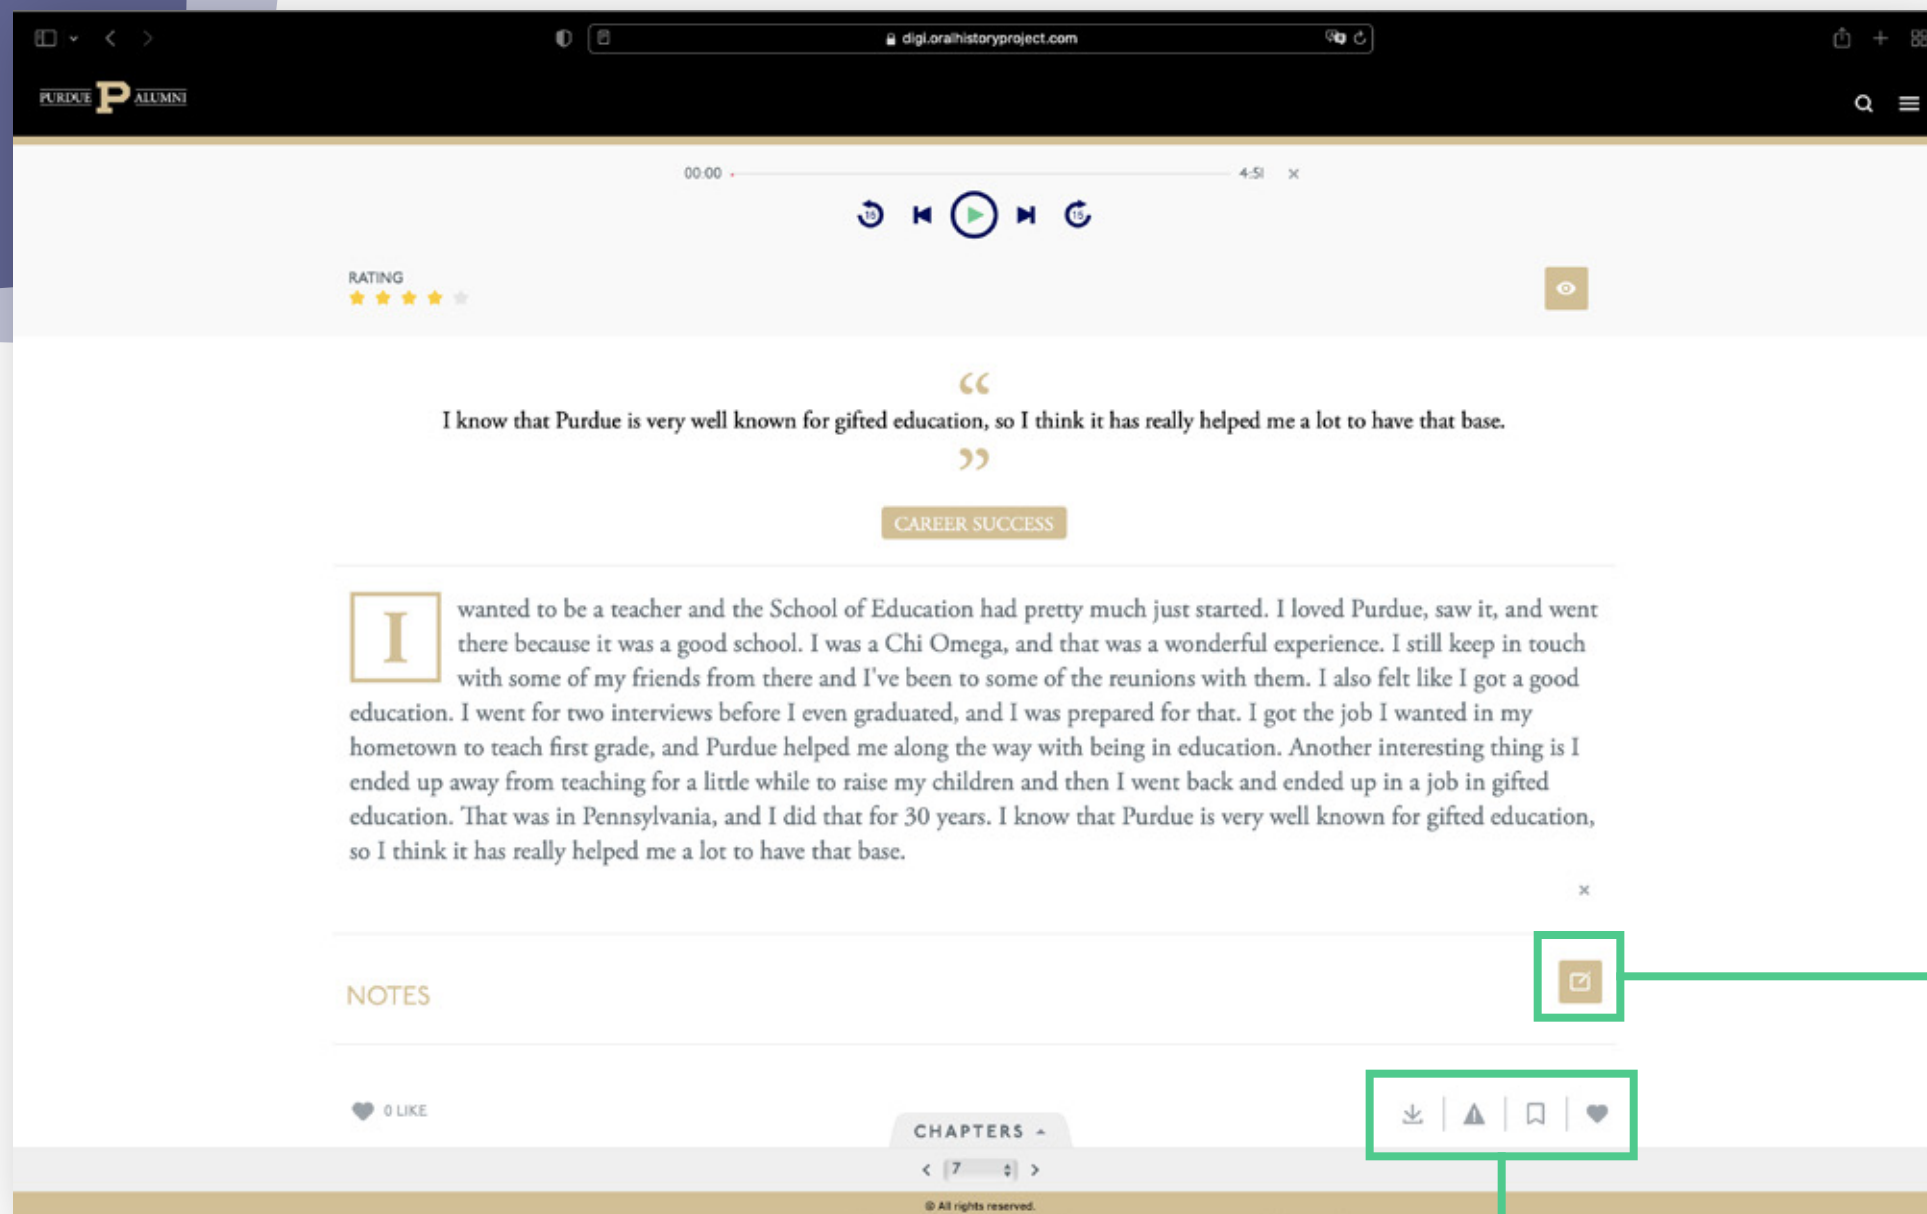 digi.oralhistoryproject.com
PURDUE P ALUMNI
00:00 4:51
15 15
RATING
“
I know that Purdue is very well known for gifted education, so I think it has really helped me a lot to have that base.
”
CAREER SUCCESS
I wanted to be a teacher and the School of Education had pretty much just started. I loved Purdue, saw it, and went
there because it was a good school. I was a Chi Omega, and that was a wonderful experience. I still keep in touch
with some of my friends from there and I've been to some of the reunions with them. I also felt like I got a good
education. I went for two interviews before I even graduated, and I was prepared for that. I got the job I wanted in my
hometown to teach first grade, and Purdue helped me along the way with being in education. Another interesting thing is I
ended up away from teaching for a little while to raise my children and then I went back and ended up in a job in gifted
education. That was in Pennsylvania, and I did that for 30 years. I know that Purdue is very well known for gifted education,
so I think it has really helped me a lot to have that base.
NOTES
0 LIKE
CHAPTERS
7
© All rights reserved.